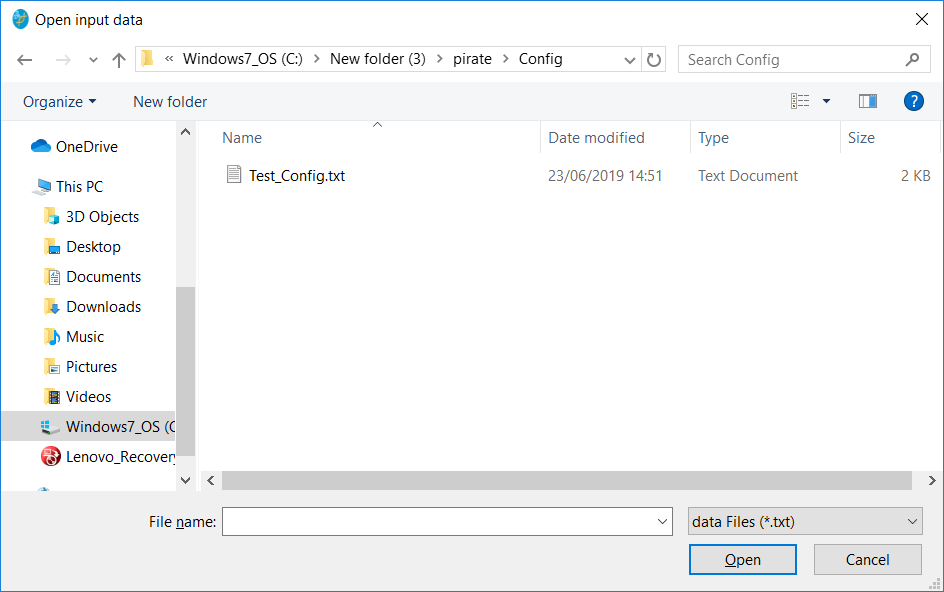 Open input data
« Windows7_OS (C:) > New folder (3) > pirate > Config
Search Config
Organize
New folder
?
Name
Date modified
Type
Size
OneDrive
This PC
3D Objects
Desktop
Documents
Downloads
Music
Pictures
Videos
Windows7_OS (C
Lenovo_Recovery
Test_Config.txt 23/06/2019 14:51 Text Document 2 KB
File name:
data Files (*.txt)
Open
Cancel